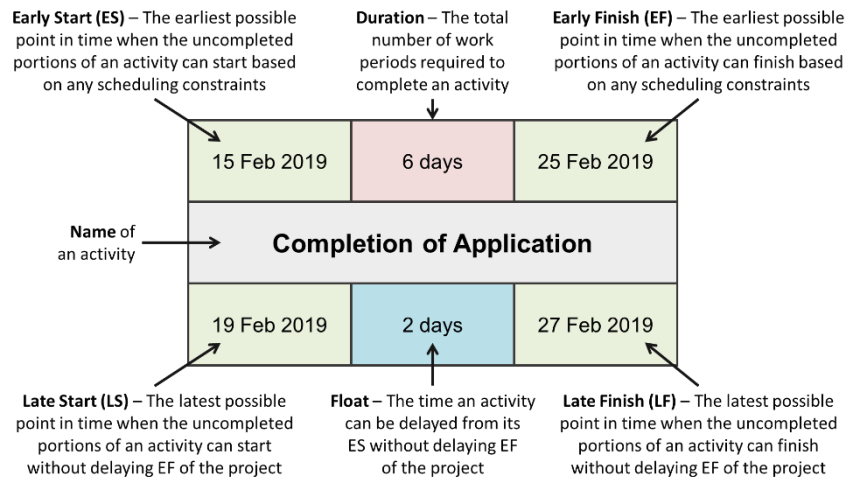 Early Start (ES) – The earliest possible
point in time when the uncompleted
portions of an activity can start based
on any scheduling constraints
Duration – The total
number of work
periods required to
complete an activity
Early Finish (EF) – The earliest possible
point in time when the uncompleted
portions of an activity can finish based
on any scheduling constraints
15 Feb 2019
6 days
25 Feb 2019
Name of
an activity
Completion of Application
19 Feb 2019
2 days
27 Feb 2019
Late Start (LS) – The latest possible
point in time when the uncompleted
portions of an activity can start
without delaying EF of the project
Float – The time an activity
can be delayed from its
ES without delaying EF
of the project
Late Finish (LF) – The latest possible
point in time when the uncompleted
portions of an activity can finish
without delaying EF of the project